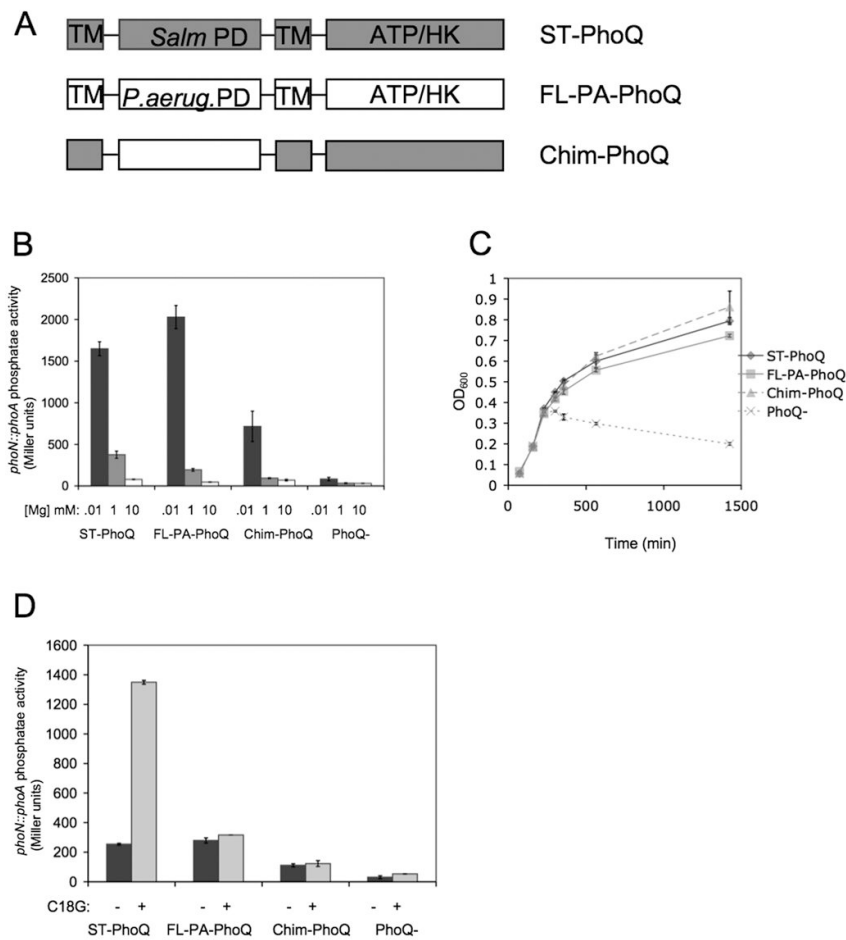 A
TM Salm PD TM ATP/HK ST-PhoQ
TM P.aerug.PD TM ATP/HK FL-PA-PhoQ
Chim-PhoQ
B
phoN::phoA phosphatae activity
(Miller units)
2500
2000
1500
1000
500
0
[Mg] mM: .01 1 10 .01 1 10 .01 1 10 .01 1 10
ST-PhoQ FL-PA-PhoQ Chim-PhoQ PhoQ-
C
OD600
1
0.9
0.8
0.7
0.6
0.5
0.4
0.3
0.2
0.1
0
0 500 1000 1500
Time (min)
ST-PhoQ
FL-PA-PhoQ
Chim-PhoQ
PhoQ-
D
phoN::phoA phosphatae activity
(Miller units)
1600
1400
1200
1000
800
600
400
200
0
C18G: - + - + - + - +
ST-PhoQ FL-PA-PhoQ Chim-PhoQ PhoQ-